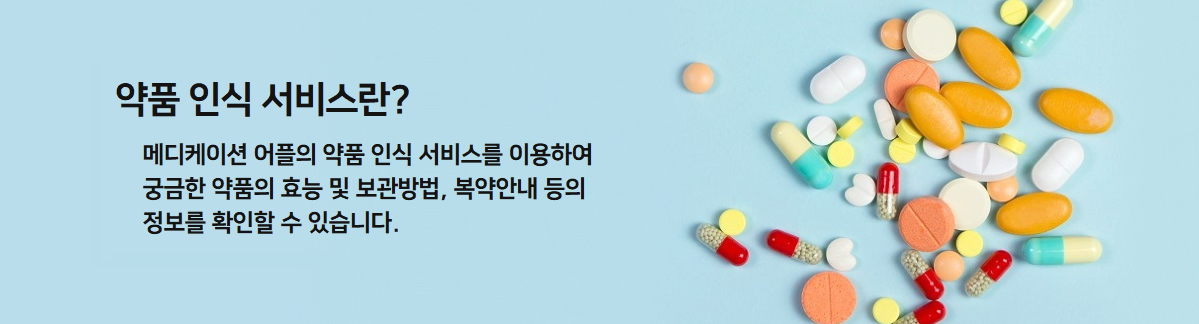 약품 인식 서비스란?
메디케이션 어플의 약품 인식 서비스를 이용하여
궁금한 약품의 효능 및 보관방법, 복약안내 등의
정보를 확인할 수 있습니다.